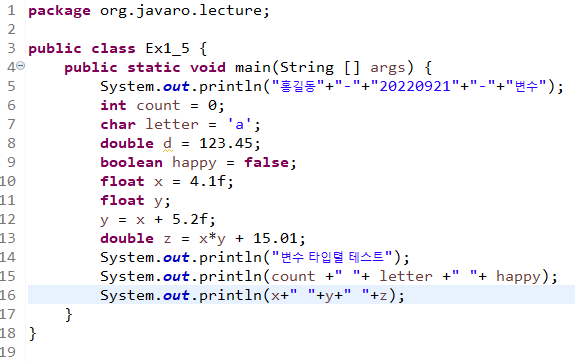 1 package org.javaro.lecture;
2
3 public class Ex1_5 {
4 public static void main(String [] args) {
5 System.out.println("홍길동"+"-"+"20220921"+"-"+"변수");
6 int count = 0;
7 char letter = 'a';
8 double d = 123.45;
9 boolean happy = false;
10 float x = 4.1f;
11 float y;
12 y = x + 5.2f;
13 double z = x*y + 15.01;
14 System.out.println("변수 타입렬 테스트");
15 System.out.println(count +" "+ letter +" "+ happy);
16 System.out.println(x+" "+y+" "+z);
17 }
18 }
19